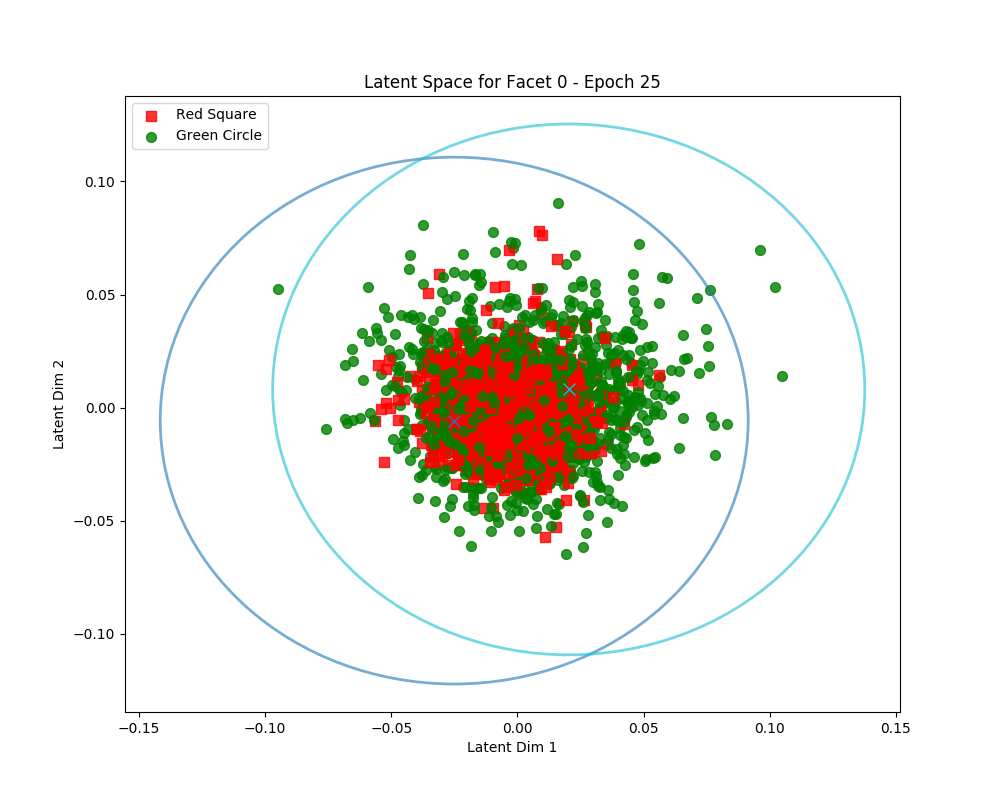 Latent Space for Facet 0 - Epoch 25
Red Square
Green Circle
0.10
0.05
0.00
−0.05
−0.10
Latent Dim 2
−0.15
−0.10
−0.05
0.00
0.05
0.10
0.15
Latent Dim 1